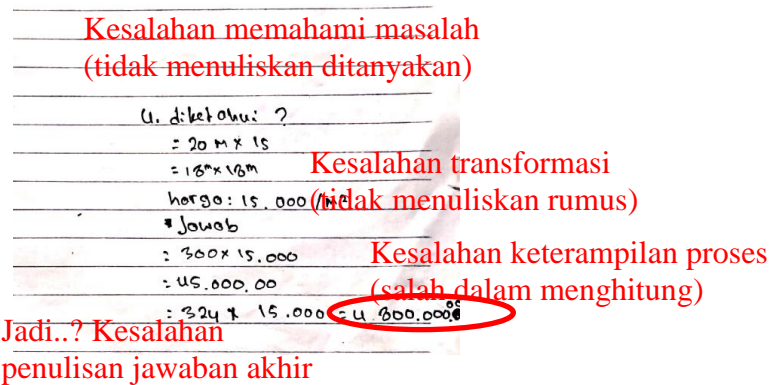 Kesalahan memahami masalah
(tidak menuliskan ditanyakan)
4. diketahui ?
= 20 M x 15
= 18m x 18m
Kesalahan transformasi
harga: 15.000 /M2
(tidak menuliskan rumus)
* Jowab
: 300 x 15.000
Kesalahan keterampilan proses
: 45.000,00
(salah dalam menghitung)
: 324 x 15.000 = 4.800.000
Jadi..? Kesalahan
penulisan jawaban akhir